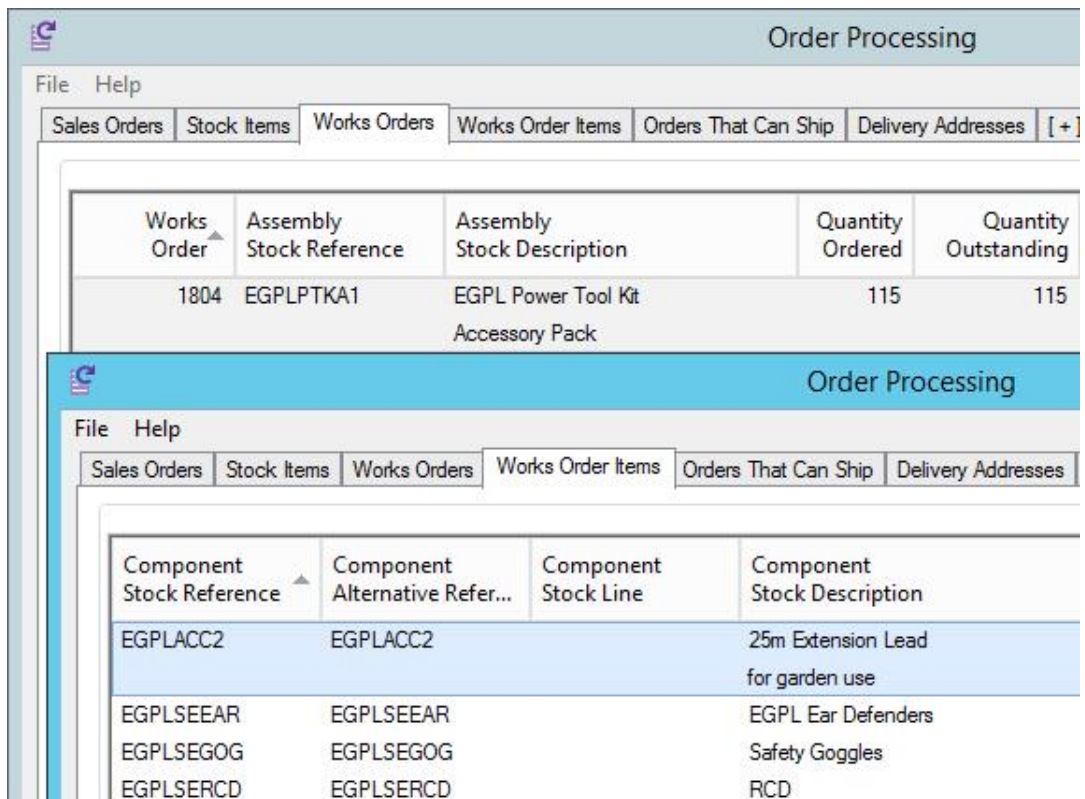 Order Processing
File Help
Sales Orders Stock Items Works Orders Works Order Items Orders That Can Ship Delivery Addresses [ + ]
Works Order Assembly Stock Reference Assembly Stock Description Quantity Ordered Quantity Outstanding
1804 EGPLPTKA1 EGPL Power Tool Kit 115 115
Accessory Pack
Order Processing
File Help
Sales Orders Stock Items Works Orders Works Order Items Orders That Can Ship Delivery Addresses
Component Component Component Component
Stock Reference Alternative Refer... Stock Line Stock Description
EGPLACC2 EGPLACC2 25m Extension Lead
for garden use
EGPLSEEAR EGPLSEEAR EGPL Ear Defenders
EGPLSEGOG EGPLSEGOG Safety Goggles
EGPLSERCD EGPLSERCD RCD